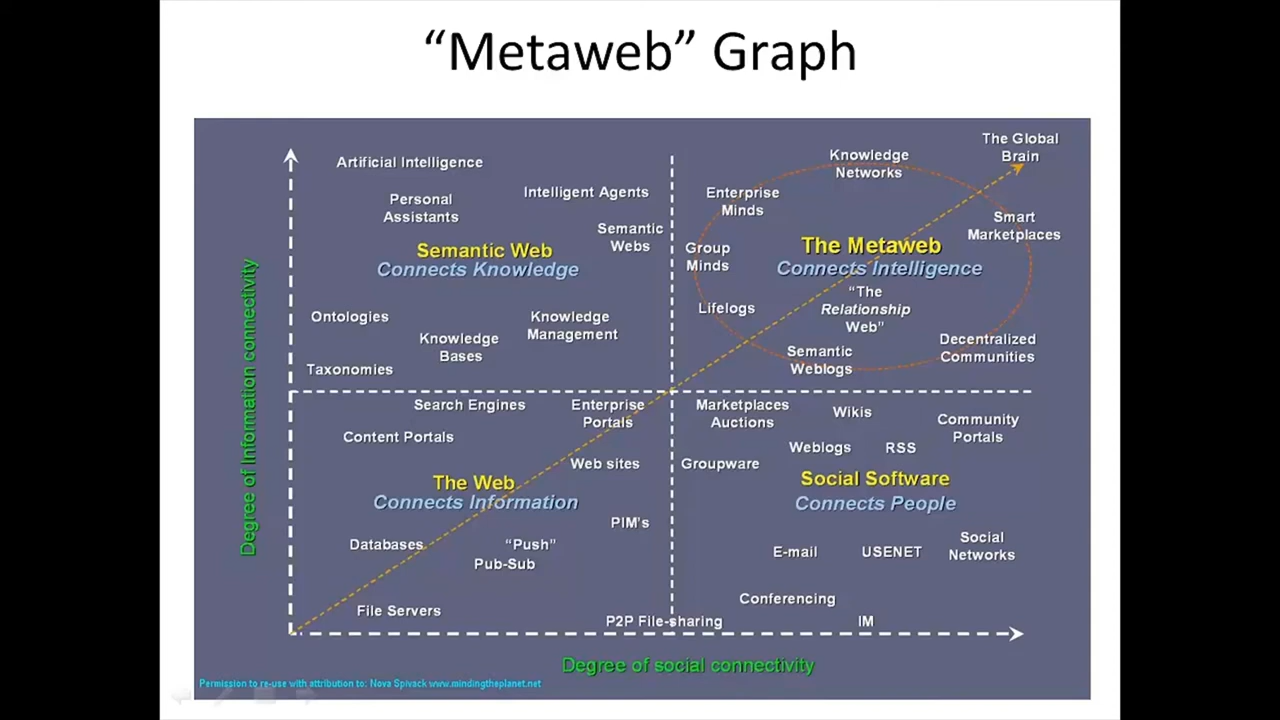 “Metaweb” Graph
The Global
Brain
Artificial Intelligence
Knowledge
Networks
Personal
Assistants
Intelligent Agents
Enterprise
Minds
Semantic
Webs
Smart
Marketplaces
Semantic Web
Connects Knowledge
Group
Minds
The Metaweb
Connects Intelligence
Ontologies
Knowledge
Bases
Knowledge
Management
Taxonomies
Lifelogs
“The
Relationship
Web”
Semantic
Weblogs
Decentralized
Communities
Degree of Information connectivity
Search Engines
Enterprise
Portals
Content Portals
Web sites
The Web
Connects Information
PIM's
Databases
“Push”
Pub-Sub
File Servers
P2P File-sharing
Marketplaces
Auctions
Wikis
Community
Portals
Weblogs
RSS
Groupware
Social Software
Connects People
E-mail
USENET
Social
Networks
Conferencing
IM
Degree of social connectivity
Permission to re-use with attribution to: Nova Spivack www.mindingtheplanet.net